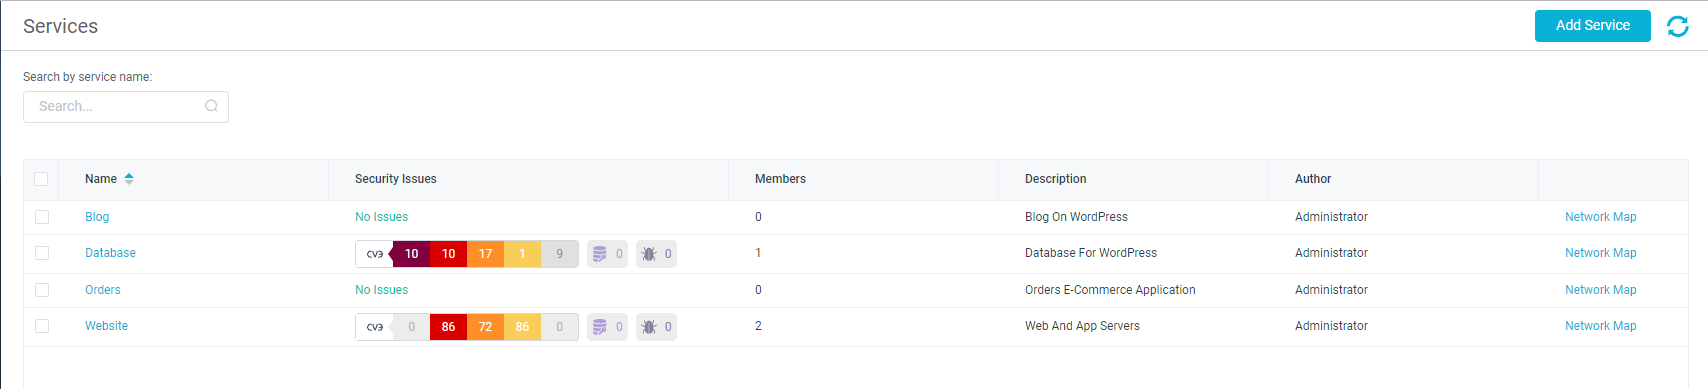 Services
Add Service
Search by service name:
Search...
Name Security Issues Members Description Author
Blog No Issues 0 Blog On WordPress Administrator Network Map
Database CVE 10 10 17 1 9 0 0 1 Database For WordPress Administrator Network Map
Orders No Issues 0 Orders E-Commerce Application Administrator Network Map
Website CVE 0 86 72 86 0 0 0 2 Web And App Servers Administrator Network Map